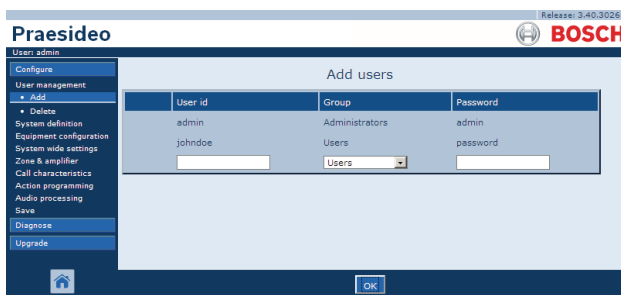 Release: 3.40.3026
Praesideo
BOSCH
User: admin
Configure
User management
• Add
• Delete
System definition
Equipment configuration
System wide settings
Zone & amplifier
Call characteristics
Action programming
Audio processing
Save
Diagnose
Upgrade
Add users
User id Group Password
admin Administrators admin
johndoe Users password
Users
OK